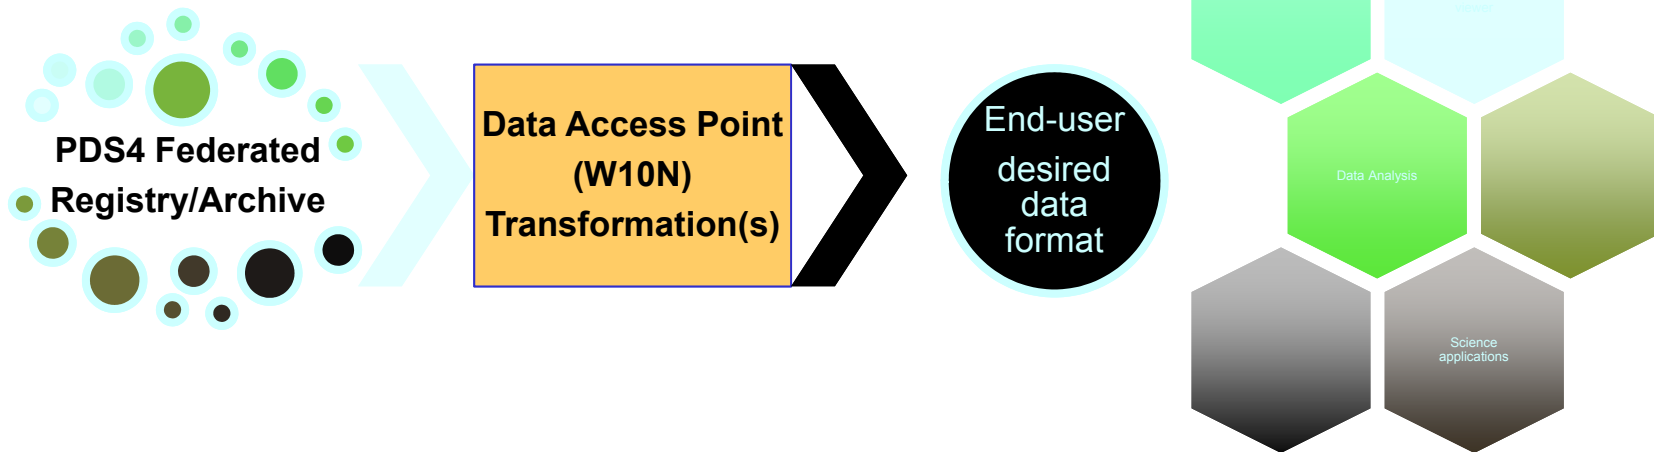 PDS4 Federated
Registry/Archive
Data Access Point
(W10N)
Transformation(s)
End-user
desired
data
format
Data Analysis
Science
applications